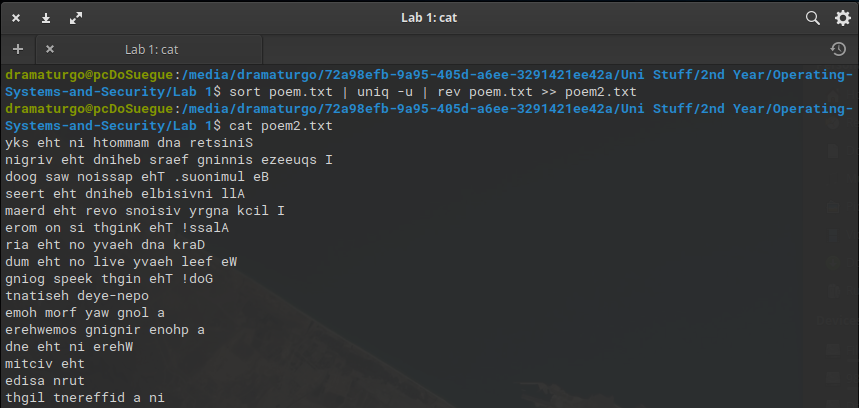 Lab 1: cat
Lab 1: cat
dramaturgo@pcDoSuegue:/media/dramaturgo/72a98efb-9a95-405d-a6ee-3291421ee42a/Uni Stuff/2nd Year/Operating-
Systems-and-Security/Lab 1$ sort poem.txt | uniq -u | rev poem.txt >> poem2.txt
dramaturgo@pcDoSuegue:/media/dramaturgo/72a98efb-9a95-405d-a6ee-3291421ee42a/Uni Stuff/2nd Year/Operating-
Systems-and-Security/Lab 1$ cat poem2.txt
yks eht ni htommam dna retsiniS
nigriv eht dniheb sraef gninnis ezeeuqs I
doog saw noissap ehT .suonimul eB
seert eht dniheb elbisivni llA
maerd eht revo snoisiv yrgna kcil I
erom on si thginK ehT !ssalA
ria eht no yvaeh dna kraD
dum eht no live yvaeh leef eW
gniog speek thgin ehT !doG
tnatiseh deye-nepo
emoh morf yaw gnol a
erehwemos gnignir enohp a
dne eht ni erehW
mitciv eht
edisa nrut
thgil tnereffid a ni